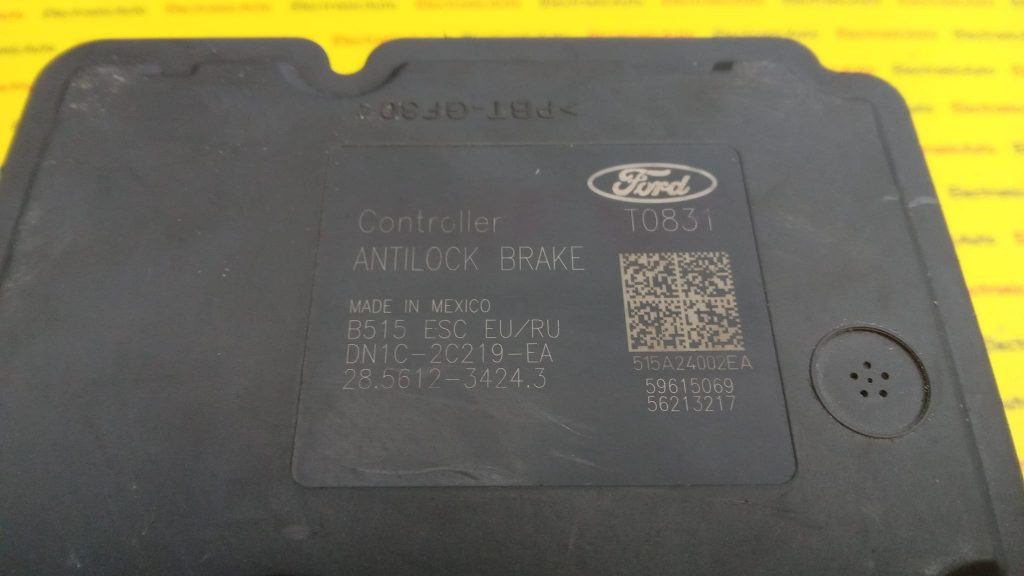 >PBT-GF30<
Ford
Controller T0831
ANTILOCK BRAKE
MADE IN MEXICO
B515 ESC EU/RU
DN1C-2C219-EA
28.5612-3424.3
515A24002EA
59615069
56213217